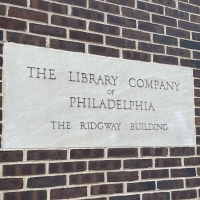 THE LIBRARY COMPANY
OF
PHILADELPHIA
THE RIDGWAY BUILDING